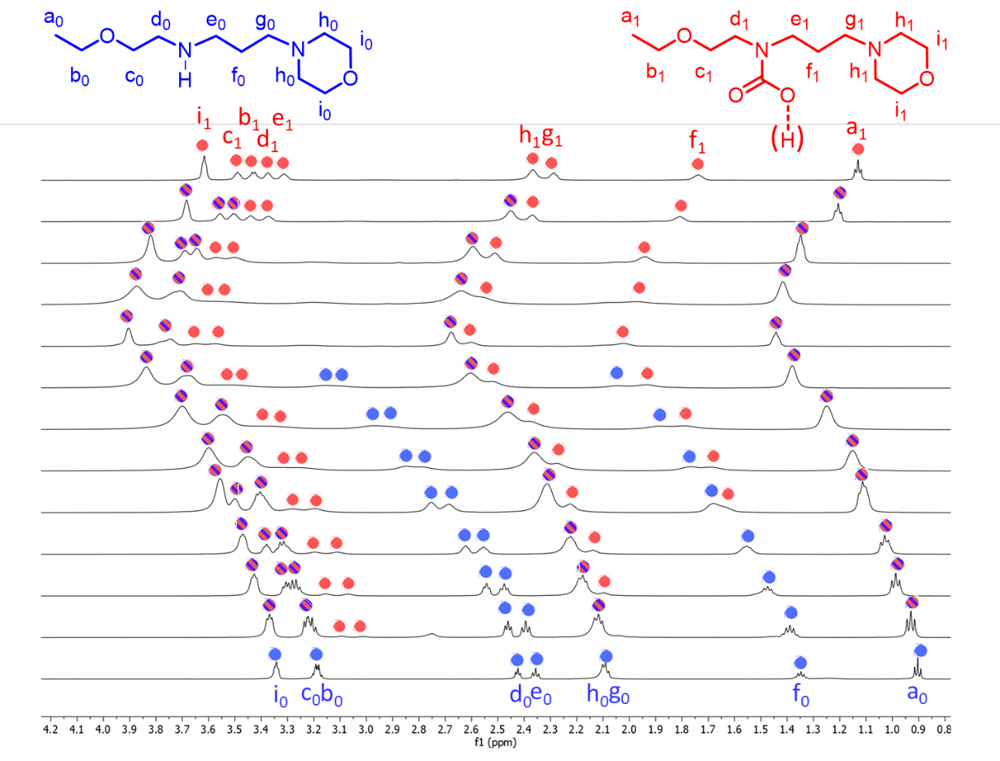 a₀ O d₀ e₀ g₀ h₀ i₀
N N
b₀ c₀ H f₀ h₀ O
i₀
a₁ O d₁ e₁ g₁ h₁ i₁
N N
b₁ c₁ f₁ h₁ O
O O i₁
(H)
i₁ c₁ b₁ d₁ e₁ h₁g₁ f₁ a₁
i₀ c₀b₀ d₀e₀ h₀g₀ f₀ a₀
4.2 4.1 4.0 3.9 3.8 3.7 3.6 3.5 3.4 3.3 3.2 3.1 3.0 2.9 2.8 2.7 2.6 2.5 2.4 2.3 2.2 2.1 2.0 1.9 1.8 1.7 1.6 1.5 1.4 1.3 1.2 1.1 1.0 0.9 0.8
f1 (ppm)